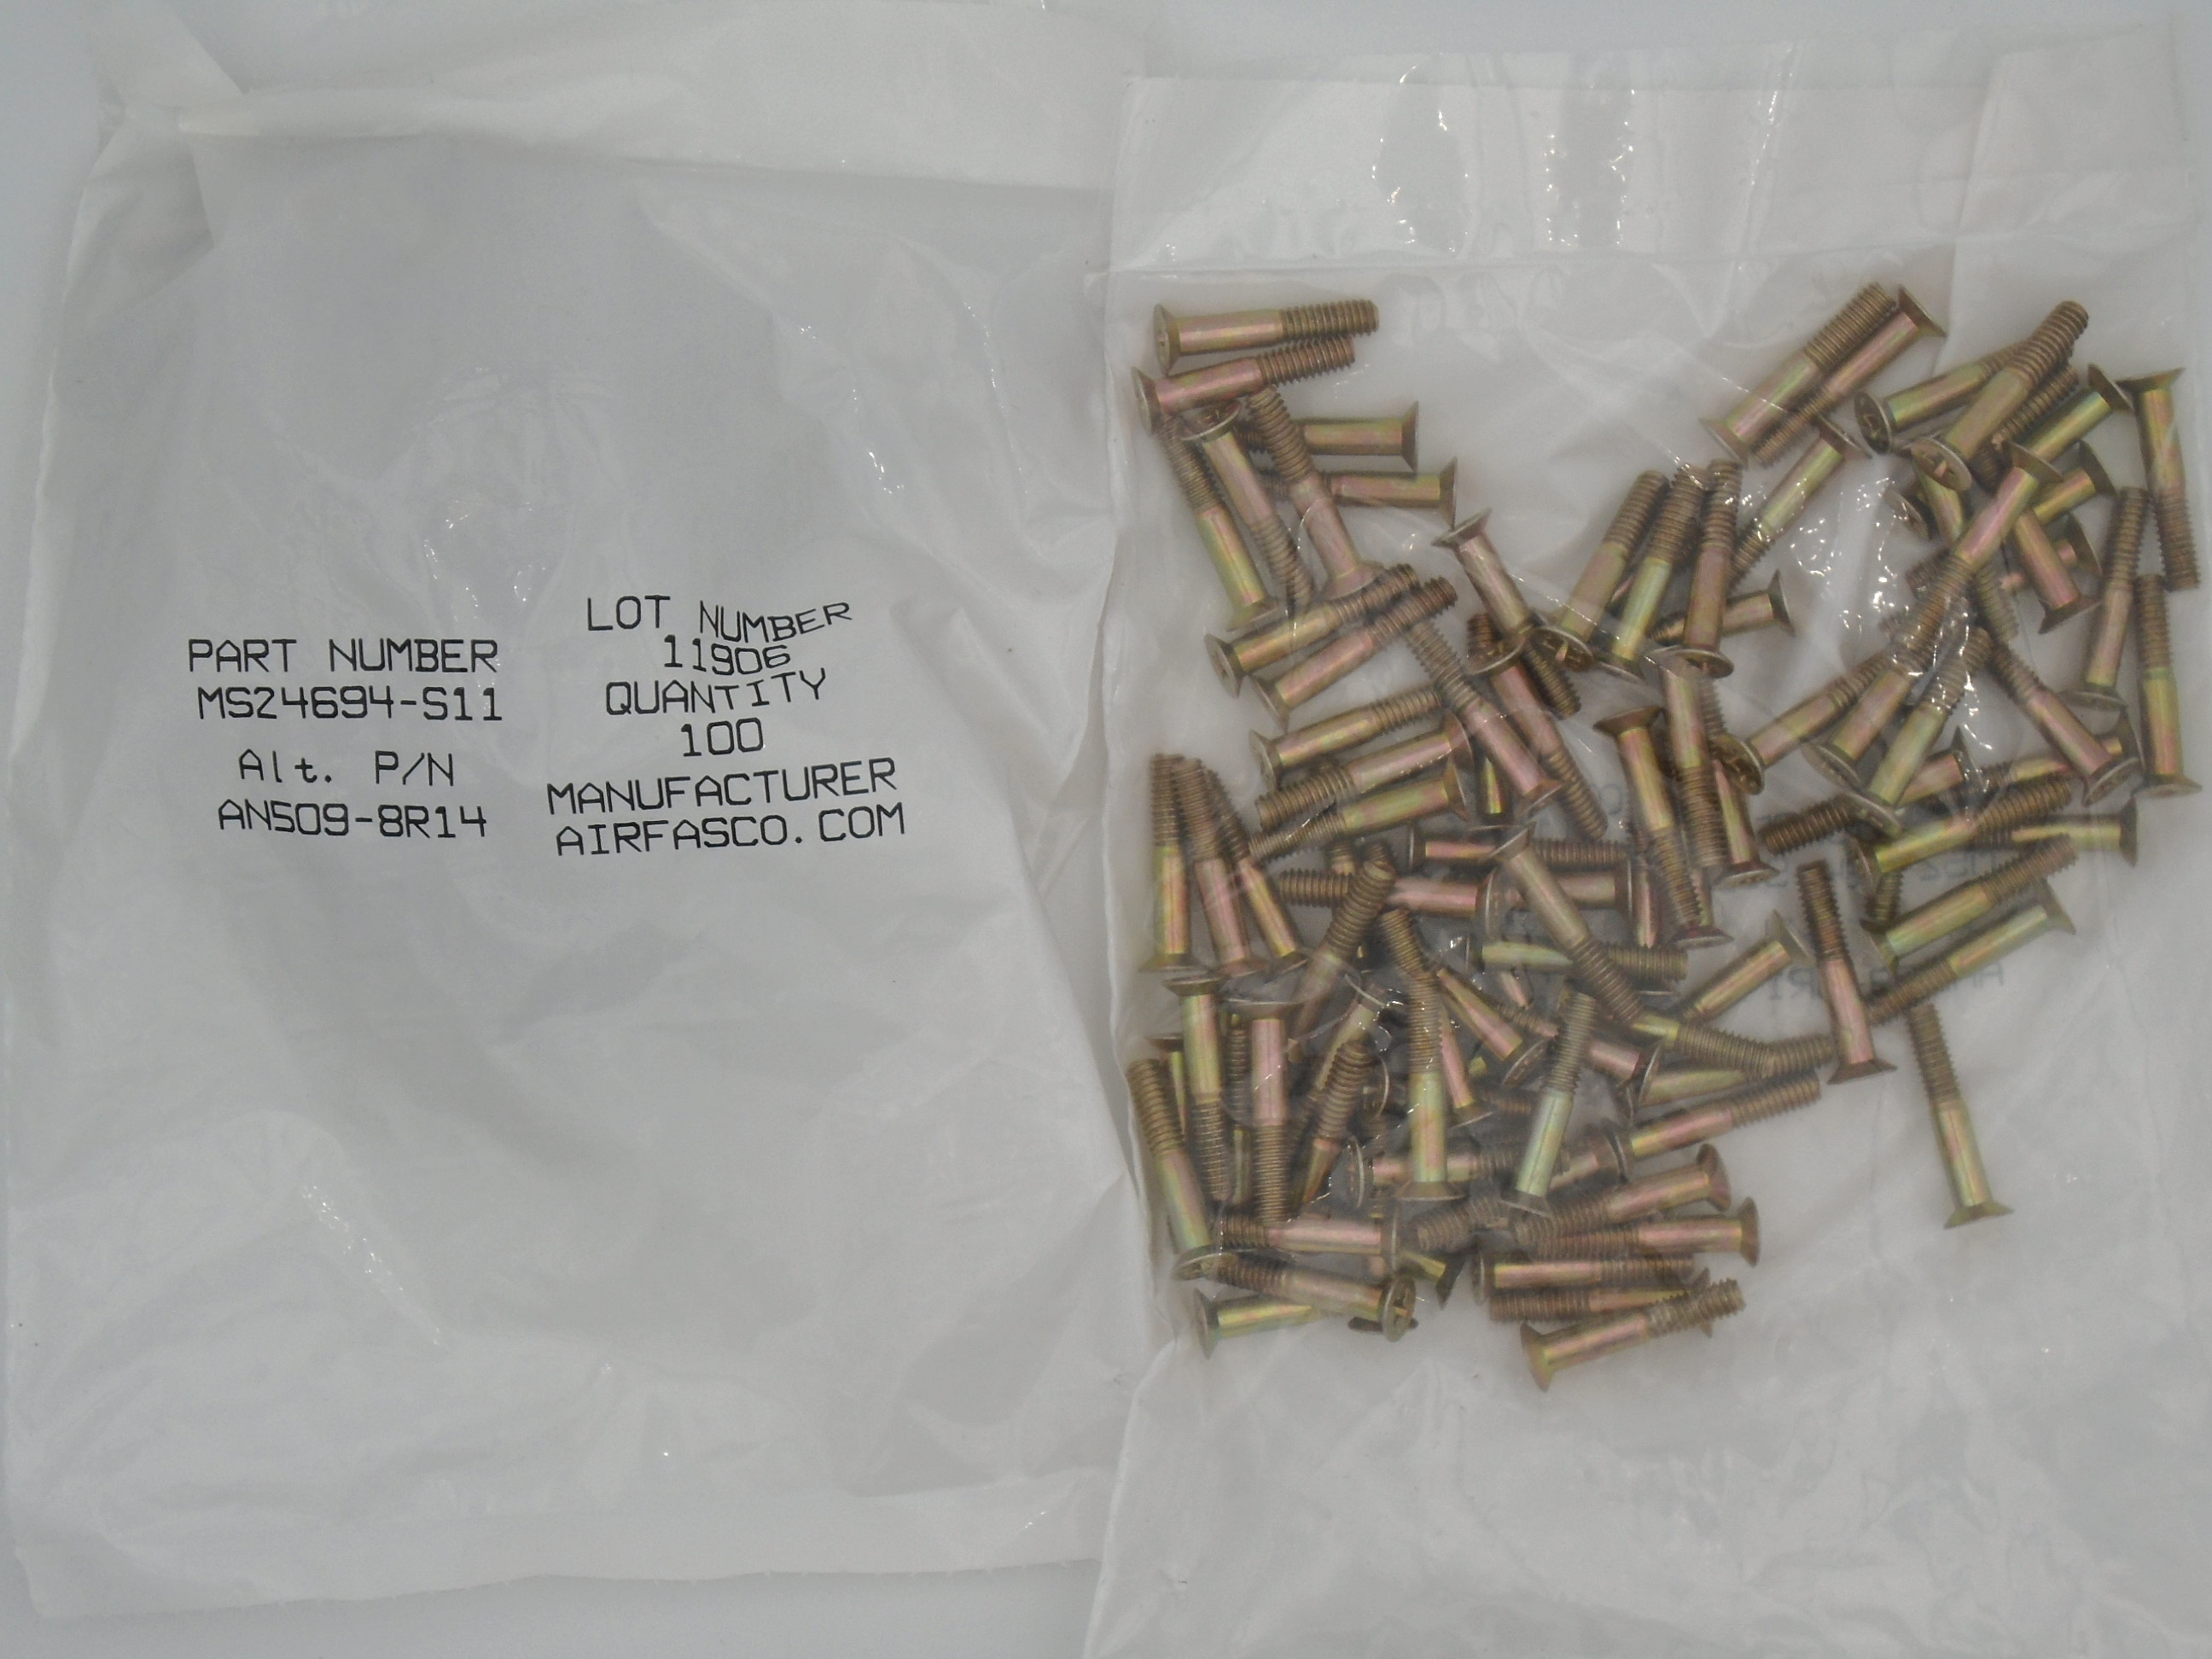 PART NUMBER
MS24694-S11
Alt. P/N
AN509-8R14
LOT NUMBER
11906
QUANTITY
100
MANUFACTURER
AIRFASCO.COM